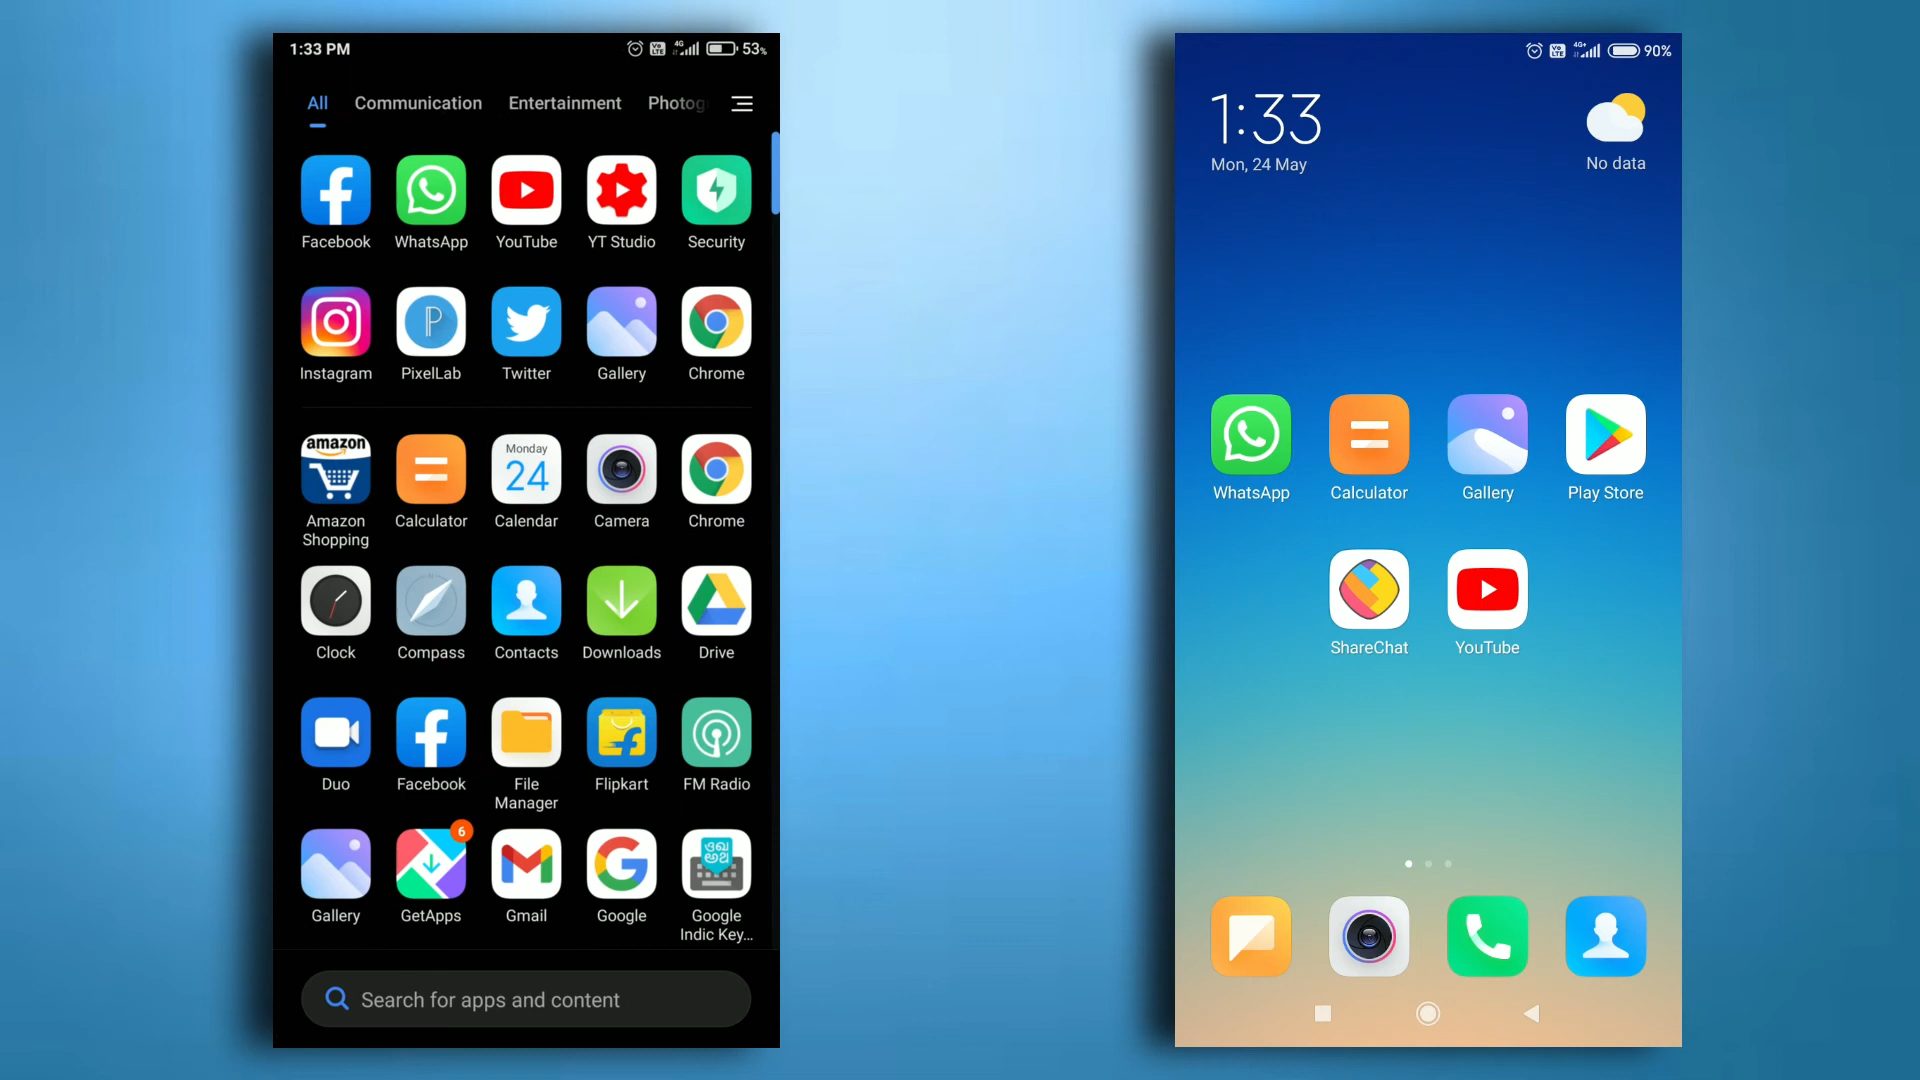 1:33 PM
4G
53%
All Communication Entertainment Photog
Facebook WhatsApp YouTube YT Studio Security
Instagram PixelLab Twitter Gallery Chrome
amazon
Monday
24
Amazon Shopping Calculator Calendar Camera Chrome
Clock Compass Contacts Downloads Drive
Duo Facebook File Manager Flipkart FM Radio
6
Gallery GetApps Gmail Google Google Indic Key...
Search for apps and content
4G+
90%
1:33
Mon, 24 May
No data
WhatsApp Calculator Gallery Play Store
ShareChat YouTube